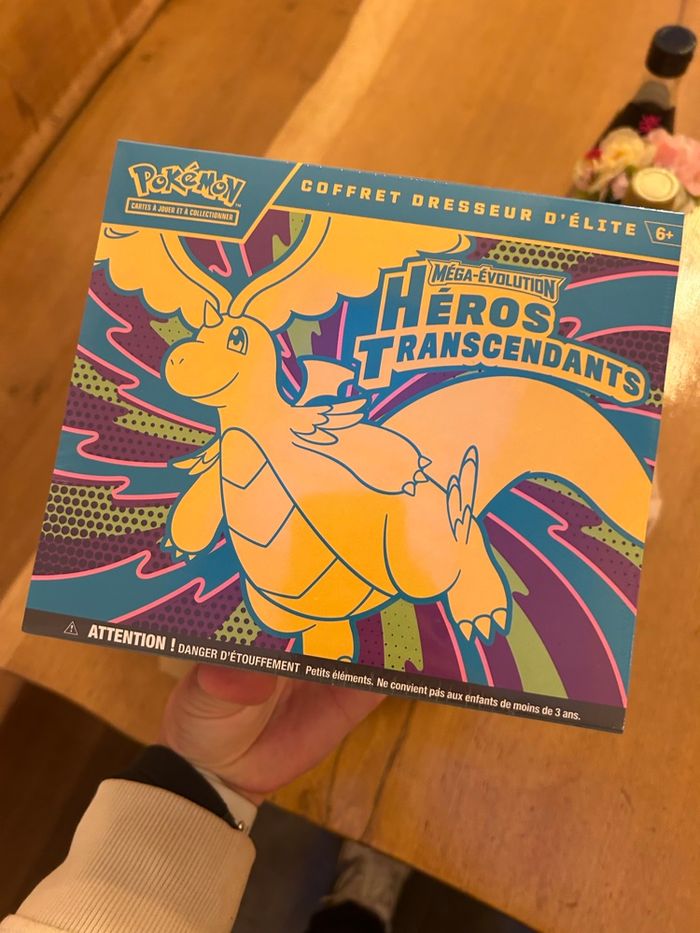 POKéMON
CARTES À JOUER ET À COLLECTIONNER
COFFRET DRESSEUR D'ÉLITE
6+
MÉGA-ÉVOLUTION
HÉROS
TRANSCENDANTS
ATTENTION ! DANGER D'ÉTOUFFEMENT Petits éléments. Ne convient pas aux enfants de moins de 3 ans.